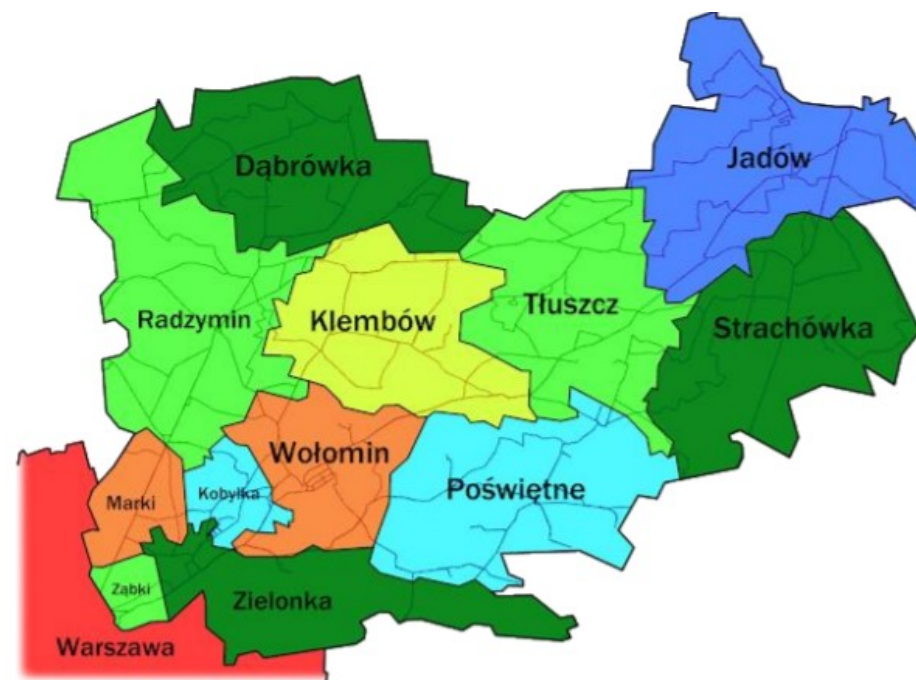 Dąbrówka
Jadów
Radzymin
Klembów
Tłuszcz
Strachówka
Wołomin
Kobyłka
Poświętne
Marki
Ząbki
Zielonka
Warszawa